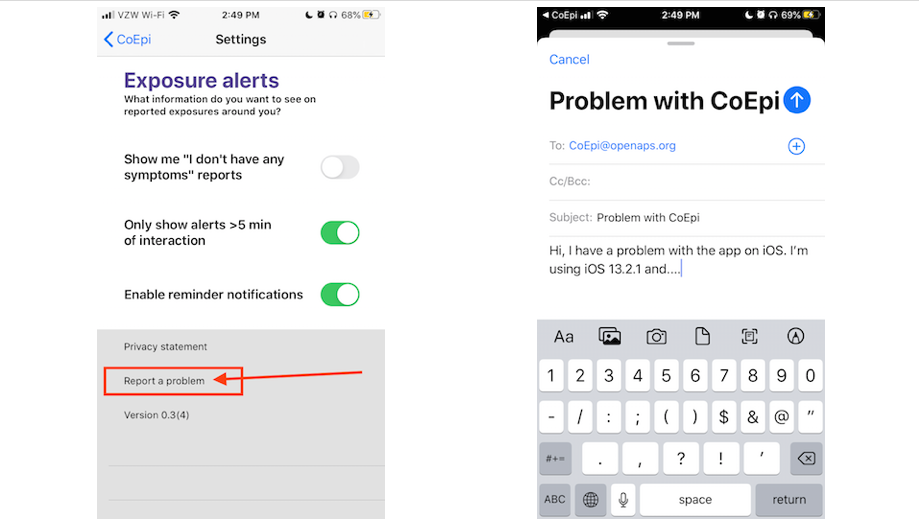 VZW Wi-Fi 2:49 PM 68%
CoEpi Settings
Exposure alerts
What information do you want to see on
reported exposures around you?
Show me "I don't have any
symptoms" reports
Only show alerts >5 min
of interaction
Enable reminder notifications
Privacy statement
Report a problem
Version 0.3(4)
CoEpi 2:49 PM 69%
Cancel
Problem with CoEpi
To: CoEpi@openaps.org
Cc/Bcc:
Subject: Problem with CoEpi
Hi, I have a problem with the app on iOS. I'm
using iOS 13.2.1 and....
Aa
1 2 3 4 5 6 7 8 9 0
- / : ; ( ) $ & @ "
#+= . , ? ! '
ABC space return